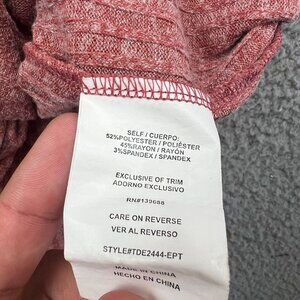 SELF / CUERPO:
52%POLYESTER / POLIÉSTER
45%RAYON / RAYÓN
3%SPANDEX / SPANDEX
EXCLUSIVE OF TRIM
ADORNO EXCLUSIVO
RN#139688
CARE ON REVERSE
VER AL REVERSO
STYLE#TDE2444-EPT
MADE IN CHINA
HECHO EN CHINA